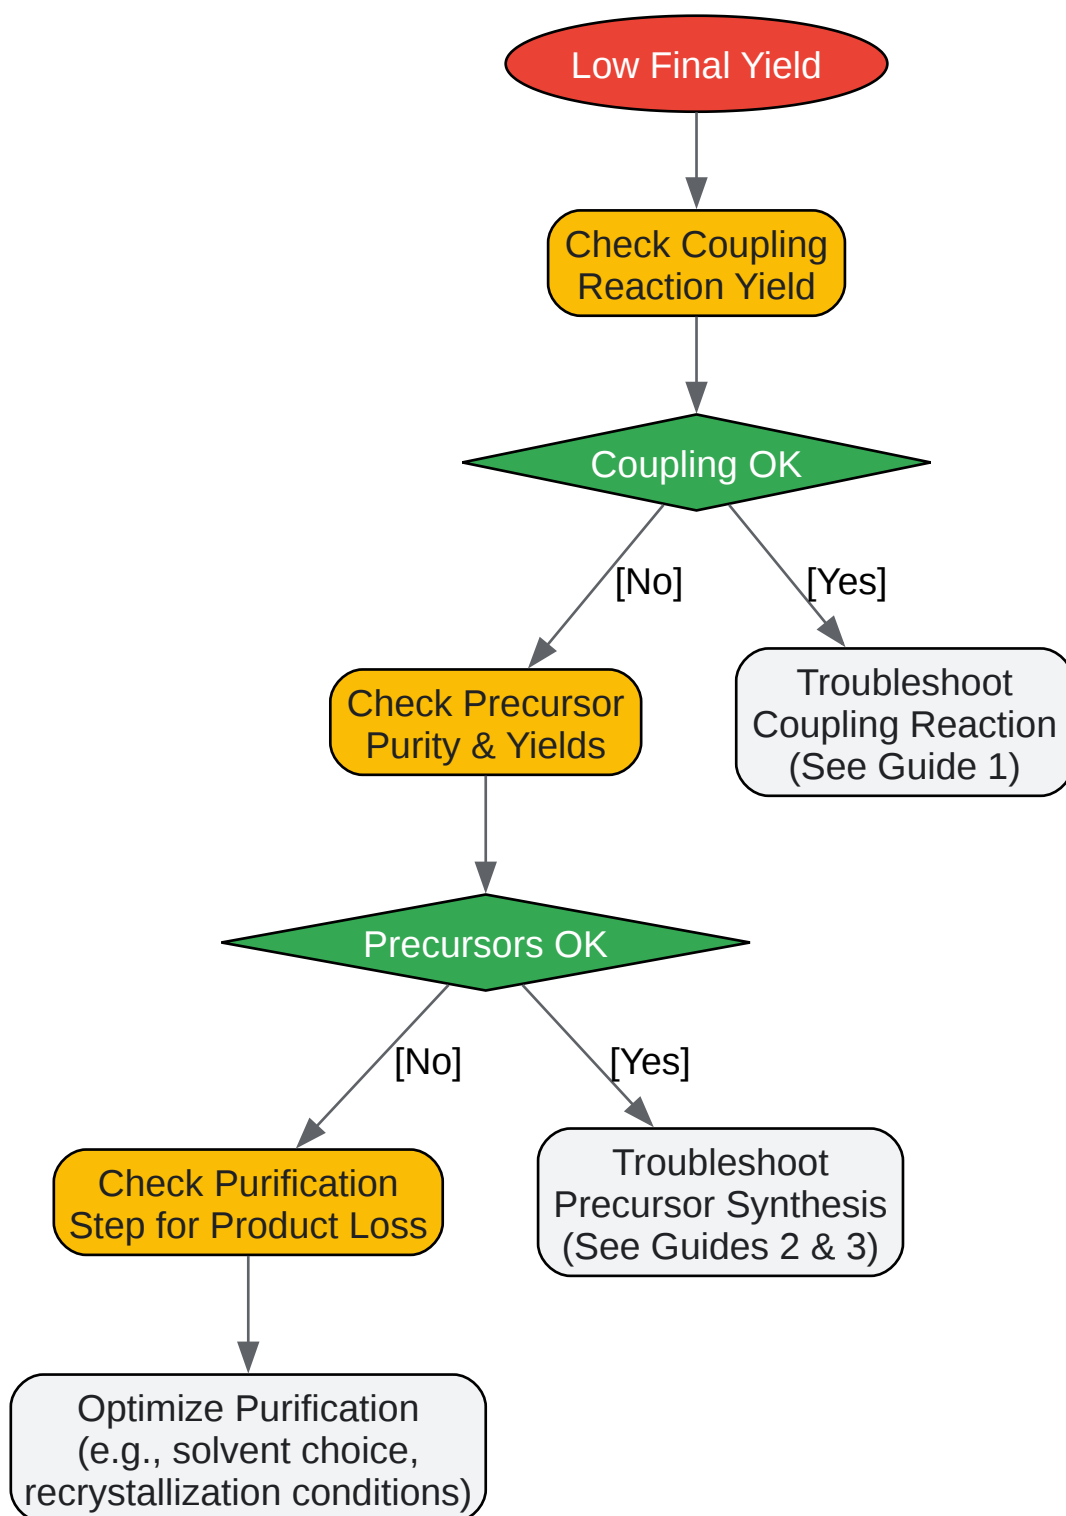 Low Final Yield
Check Coupling
Reaction Yield
Coupling OK
[No]
[Yes]
Check Precursor
Purity & Yields
Troubleshoot
Coupling Reaction
(See Guide 1)
Precursors OK
[No]
[Yes]
Check Purification
Step for Product Loss
Troubleshoot
Precursor Synthesis
(See Guides 2 & 3)
Optimize Purification
(e.g., solvent choice,
recrystallization conditions)